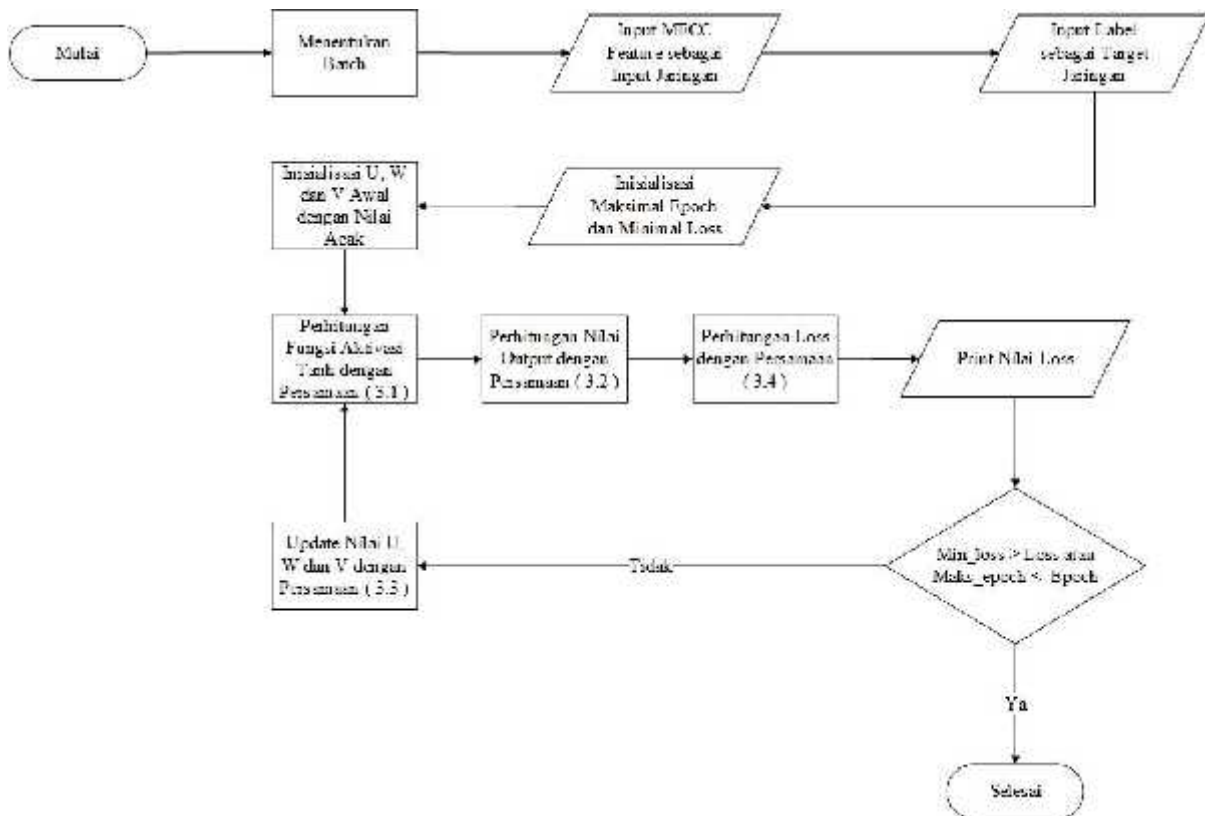 Mulai
Menentukan
Batch
Input MFCC
Feature sebagai
Input Jaringan
Input Label
sebagai Target
Jaringan
Inisialisasi U, W
dan V Awal
dengan Nilai
Acak
Inisialisasi
Maksimal Epoch
dan Minimal Loss
Perhitungan
Fungsi Aktivasi
Tanh dengan
Persamaan ( 3.1 )
Perhitungan Nilai
Output dengan
Persamaan ( 3.2 )
Perhitungan Loss
dengan Persamaan
( 3.4 )
Print Nilai Loss
Update Nilai U,
W dan V dengan
Persamaan ( 3.3 )
Tidak
Min_loss > Loss atau
Maks_epoch < Epoch
Ya
Selesai